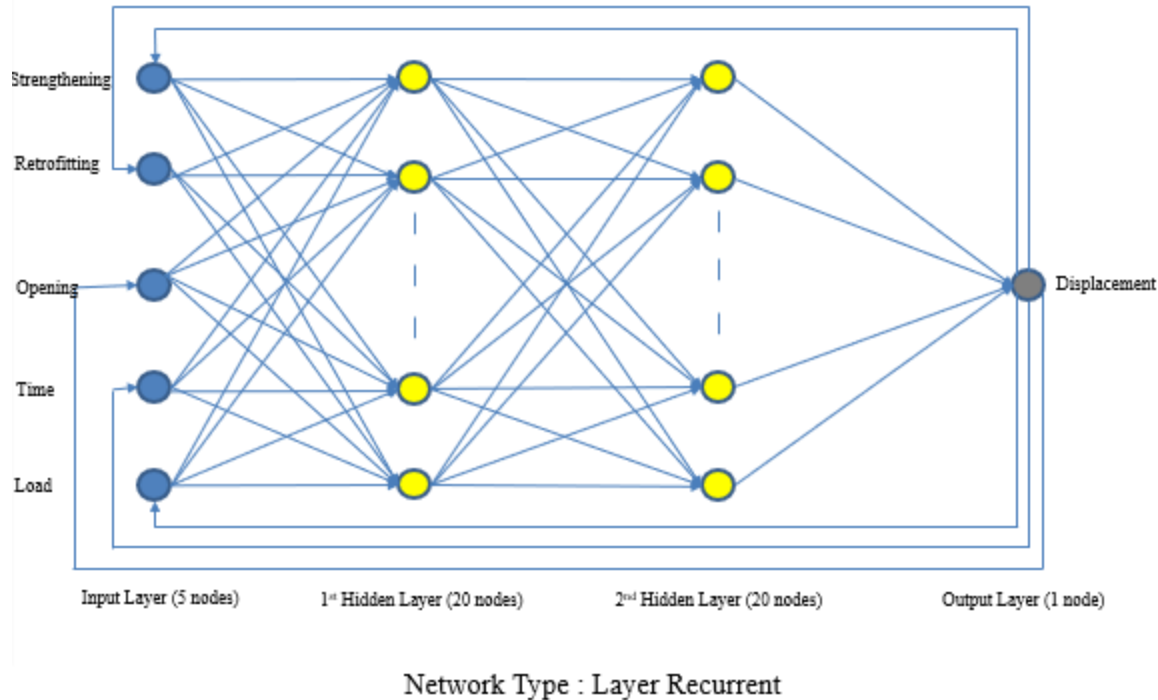 Strengthening
Retrofitting
Opening
Time
Load
Displacement
Input Layer (5 nodes)
1st Hidden Layer (20 nodes)
2nd Hidden Layer (20 nodes)
Output Layer (1 node)
Network Type : Layer Recurrent